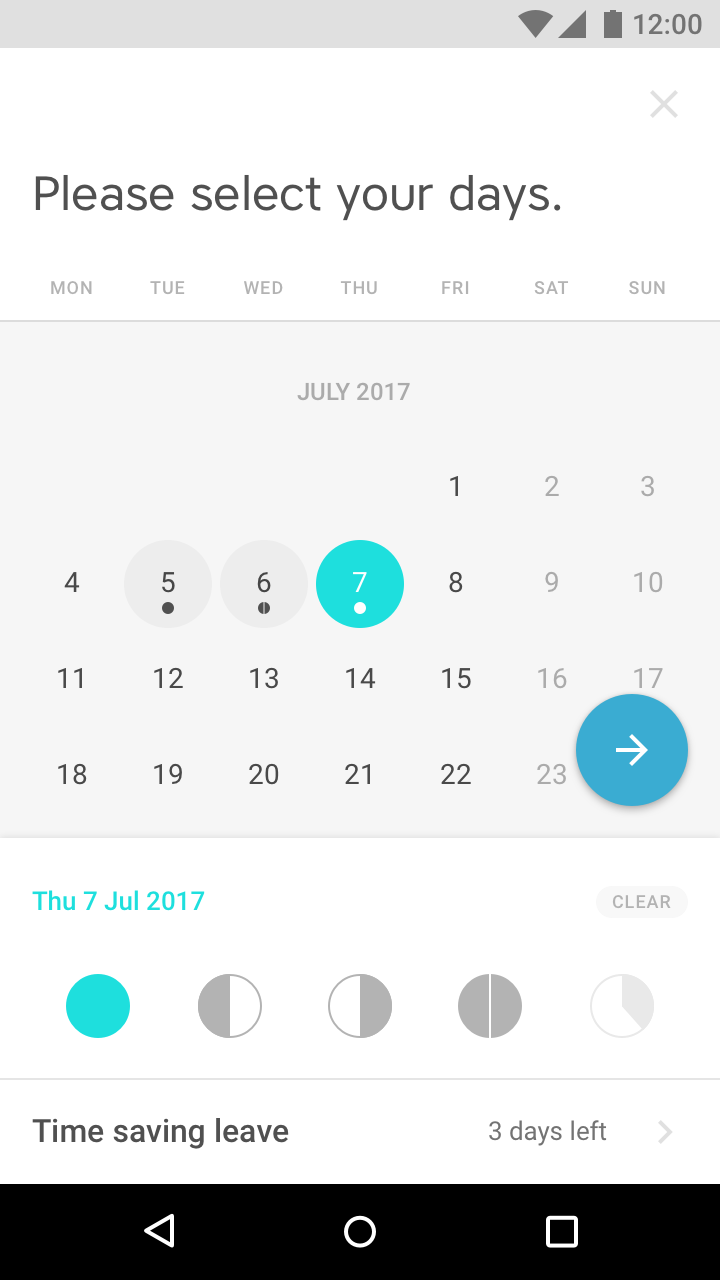 12:00
Please select your days.
MON TUE WED THU FRI SAT SUN
JULY 2017
1 2 3
4 5 6 7 8 9 10
11 12 13 14 15 16 17
18 19 20 21 22 23
Thu 7 Jul 2017 CLEAR
Time saving leave 3 days left